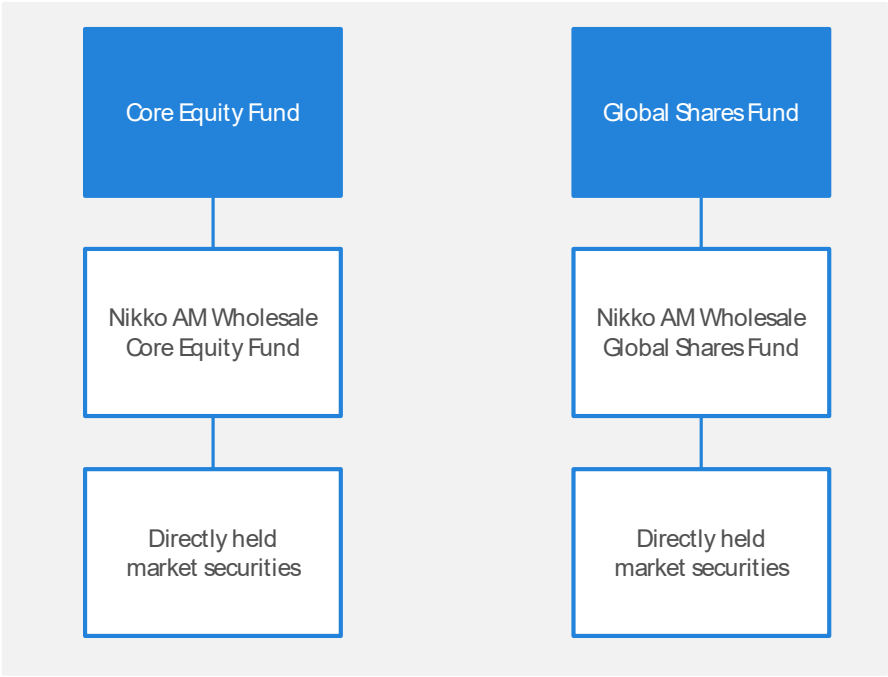 Core Equity Fund
Global Shares Fund
Nikko AM Wholesale
Core Equity Fund
Nikko AM Wholesale
Global Shares Fund
Directly held
market securities
Directly held
market securities